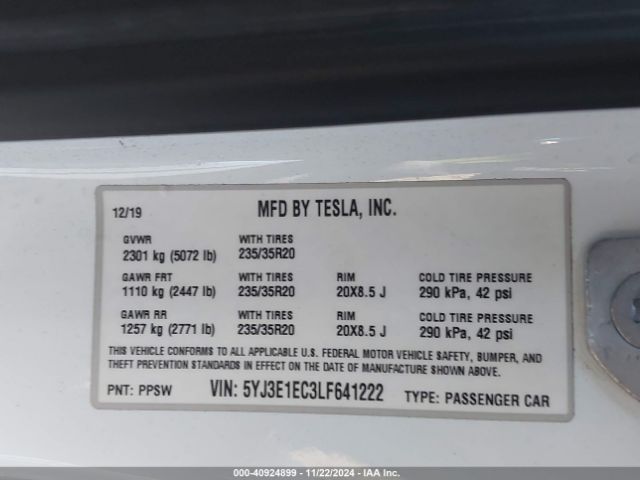 12/19 MFD BY TESLA, INC.
GVWR WITH TIRES
2301 kg (5072 lb) 235/35R20
GAWR FRT WITH TIRES RIM COLD TIRE PRESSURE
1110 kg (2447 lb) 235/35R20 20X8.5 J 290 kPa, 42 psi
GAWR RR WITH TIRES RIM COLD TIRE PRESSURE
1257 kg (2771 lb) 235/35R20 20X8.5 J 290 kPa, 42 psi
THIS VEHICLE CONFORMS TO ALL APPLICABLE U.S. FEDERAL MOTOR VEHICLE SAFETY, BUMPER, AND
THEFT PREVENTION STANDARDS IN EFFECT ON THE DATE OF MANUFACTURE SHOWN ABOVE.
PNT: PPSW VIN: 5YJ3E1EC3LF641222 TYPE: PASSENGER CAR
000-40924899 - 11/22/2024 - IAA Inc.